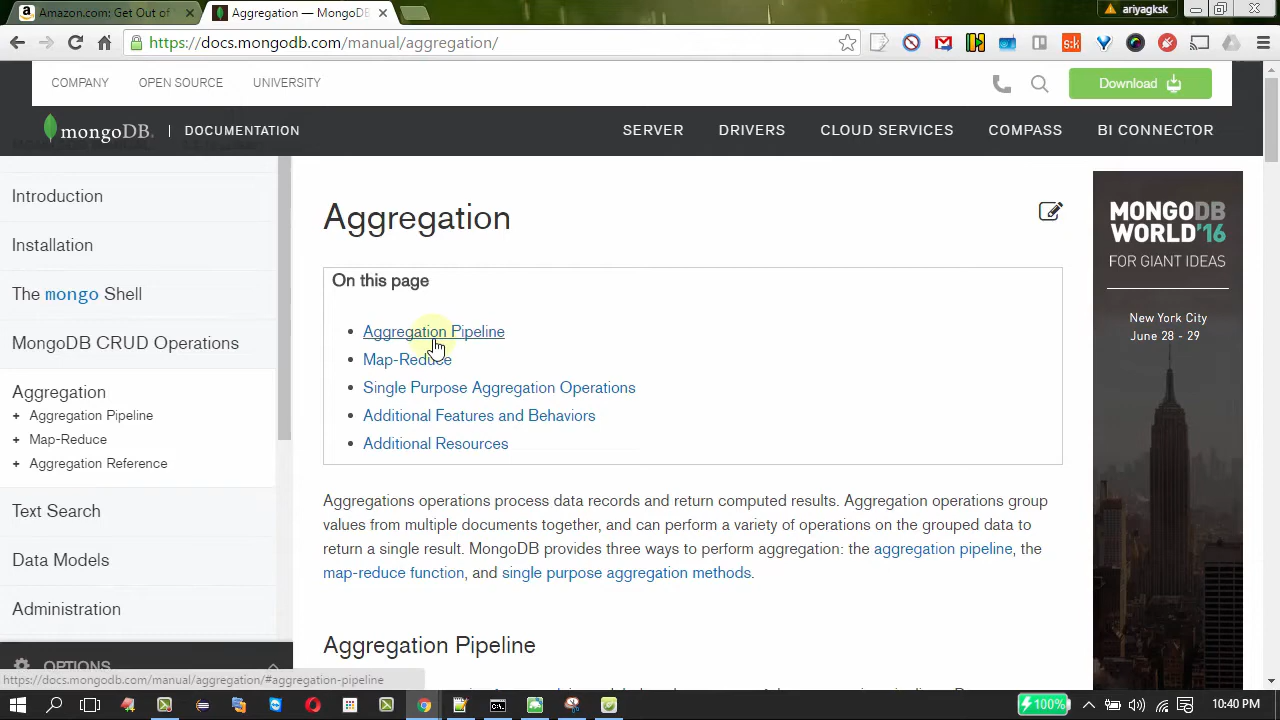 Amazon.com: Get Out of
Aggregation — MongoDB
ariyagksk
https://docs.mongodb.com/manual/aggregation/
s:k
COMPANY OPEN SOURCE UNIVERSITY
Download
mongoDB. DOCUMENTATION
SERVER DRIVERS CLOUD SERVICES COMPASS BI CONNECTOR
Introduction
Installation
The mongo Shell
MongoDB CRUD Operations
Aggregation
+ Aggregation Pipeline
+ Map-Reduce
+ Aggregation Reference
Text Search
Data Models
Administration
OPTIONS
Aggregation
On this page
• Aggregation Pipeline
• Map-Reduce
• Single Purpose Aggregation Operations
• Additional Features and Behaviors
• Additional Resources
Aggregations operations process data records and return computed results. Aggregation operations group
values from multiple documents together, and can perform a variety of operations on the grouped data to
return a single result. MongoDB provides three ways to perform aggregation: the aggregation pipeline, the
map-reduce function, and single purpose aggregation methods.
Aggregation Pipeline
MONGODB
WORLD'16
FOR GIANT IDEAS
New York City
June 28 - 29
https://docs.mongodb.com/manual/aggregation/#aggregation-pipeline
100%
10:40 PM